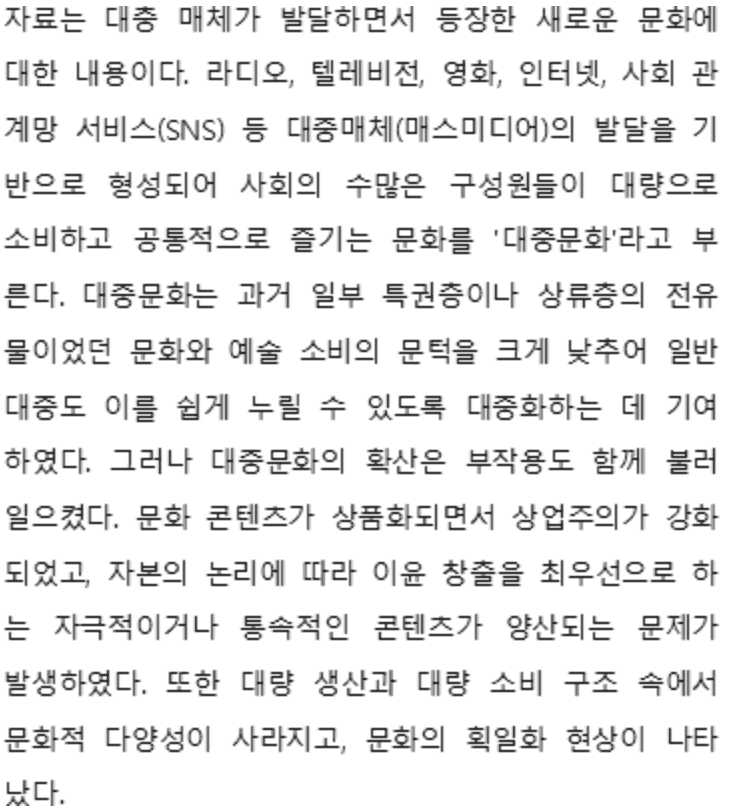 자료는 대중 매체가 발달하면서 등장한 새로운 문화에
대한 내용이다. 라디오, 텔레비전, 영화, 인터넷, 사회 관
계망 서비스(SNS) 등 대중매체(매스미디어)의 발달을 기
반으로 형성되어 사회의 수많은 구성원들이 대량으로
소비하고 공통적으로 즐기는 문화를 '대중문화'라고 부
른다. 대중문화는 과거 일부 특권층이나 상류층의 전유
물이었던 문화와 예술 소비의 문턱을 크게 낮추어 일반
대중도 이를 쉽게 누릴 수 있도록 대중화하는 데 기여
하였다. 그러나 대중문화의 확산은 부작용도 함께 불러
일으켰다. 문화 콘텐츠가 상품화되면서 상업주의가 강화
되었고, 자본의 논리에 따라 이윤 창출을 최우선으로 하
는 자극적이거나 통속적인 콘텐츠가 양산되는 문제가
발생하였다. 또한 대량 생산과 대량 소비 구조 속에서
문화적 다양성이 사라지고, 문화의 획일화 현상이 나타
났다.